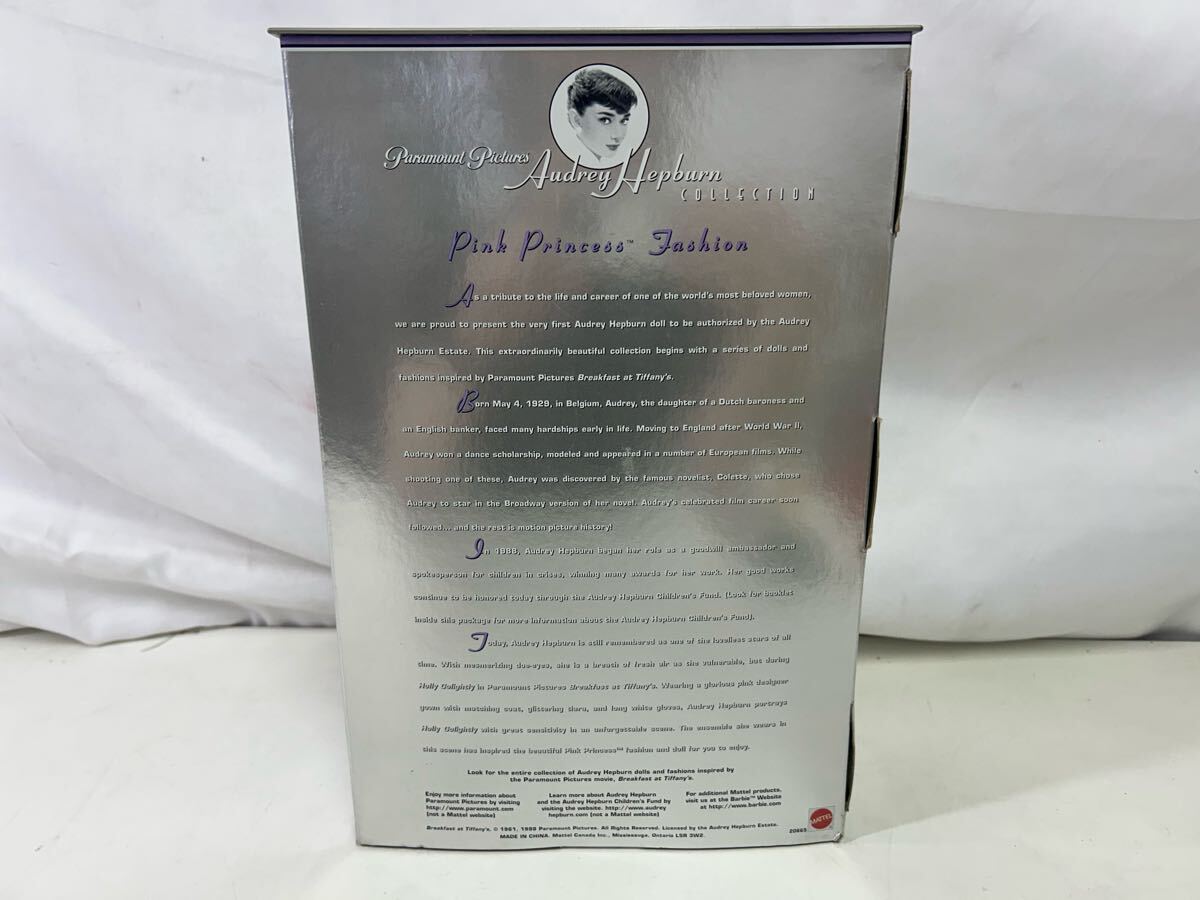 Paramount Pictures
Audrey Hepburn
COLLECTION
Pink Princess™ Fashion
As a tribute to the life and career of one of the world's most beloved women,
we are proud to present the very first Audrey Hepburn doll to be authorized by the Audrey
Hepburn Estate. This extraordinarily beautiful collection begins with a series of dolls and
fashions inspired by Paramount Pictures Breakfast at Tiffany's.
Born May 4, 1929, in Belgium, Audrey, the daughter of a Dutch baroness and
an English banker, faced many hardships early in life. Moving to England after World War II,
Audrey won a dance scholarship, modeled and appeared in a number of European films. While
shooting one of these, Audrey was discovered by the famous novelist, Colette, who chose
Audrey to star in the Broadway version of her novel. Audrey's celebrated film career soon
followed... and the rest is motion picture history!
In 1988, Audrey Hepburn began her role as a goodwill ambassador and
spokesperson for children in crises, winning many awards for her work. Her good works
continue to be honored today through the Audrey Hepburn Children's Fund. (Look for booklet
inside this package for more information about the Audrey Hepburn Children's Fund).
Today, Audrey Hepburn is still remembered as one of the loveliest stars of all
time. With mesmerizing doe-eyes, she is a breath of fresh air as the vulnerable, but daring
Holly Golightly in Paramount Pictures Breakfast at Tiffany's. Wearing a glorious pink designer
gown with matching coat, glittering tiara, and long white gloves, Audrey Hepburn portrays
Holly Golightly with great sensitivity in an unforgettable scene. The ensemble she wears in
this scene has inspired the beautiful Pink Princess™ fashion and doll for you to enjoy.
Look for the entire collection of Audrey Hepburn dolls and fashions inspired by
the Paramount Pictures movie, Breakfast at Tiffany's.
Enjoy more information about
Paramount Pictures by visiting
http://www.paramount.com
(not a Mattel website)
Learn more about Audrey Hepburn
and the Audrey Hepburn Children's Fund by
visiting the website. http://www.audrey
hepburn.com (not a Mattel website)
For additional Mattel products,
visit us at the Barbie™ Website
at http://www.barbie.com
Breakfast at Tiffany's, © 1961, 1998 Paramount Pictures. All Rights Reserved. Licensed by the Audrey Hepburn Estate.
MADE IN CHINA. Mattel Canada Inc., Mississauga, Ontario L5R 3W2.
20665
MATTEL